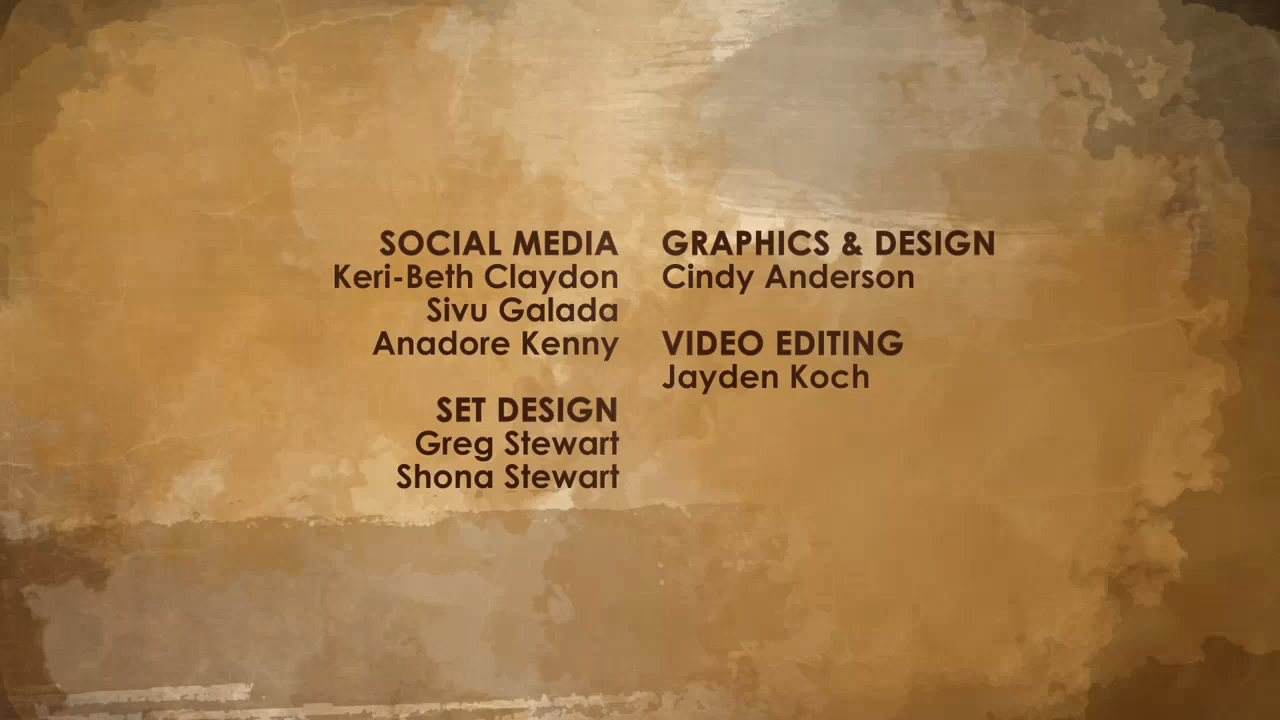 SOCIAL MEDIA
Keri-Beth Claydon
Sivu Galada
Anadore Kenny
SET DESIGN
Greg Stewart
Shona Stewart
GRAPHICS & DESIGN
Cindy Anderson
VIDEO EDITING
Jayden Koch